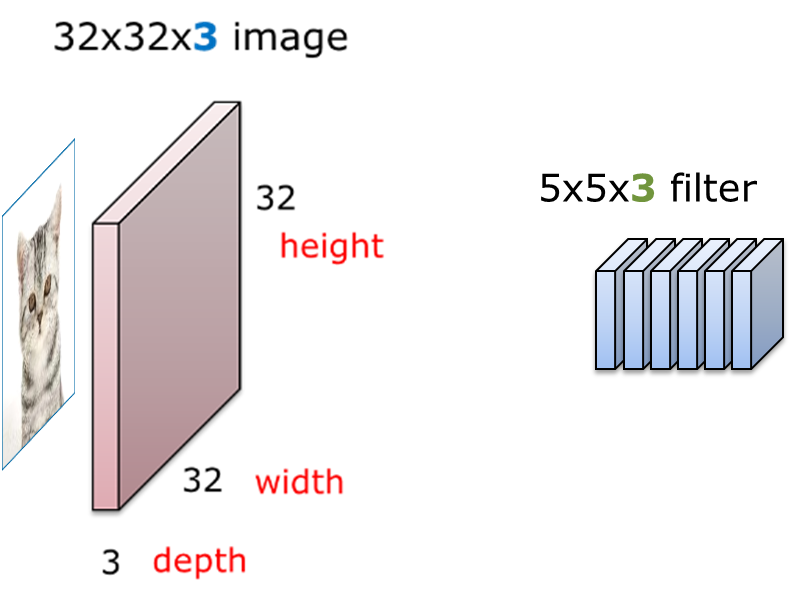 32x32x3 image
32
height
5x5x3 filter
32 width
3 depth